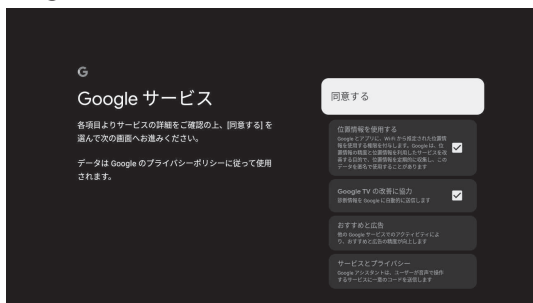 G
Google サービス
各項目よりサービスの詳細をご確認の上、[同意する] を
選んで次の画面へお進みください。
データは Google のプライバシーポリシーに従って使用
されます。
同意する
位置情報を使用する
Google とアプリに、Wi-Fi から推定された位置情
報を使用する権限を付与します。Google は、位
置情報の精度と位置情報を利用したサービスを改
善する目的で、位置情報を定期的に収集し、この
データを匿名で使用することがあります
Google TV の改善に協力
診断情報を Google に自動的に送信します
おすすめと広告
他の Google サービスでのアクティビティによ
り、おすすめと広告の精度が向上します
サービスとプライバシー
Google アシスタントは、ユーザーが音声で操作
するサービスに一意のコードを送信します